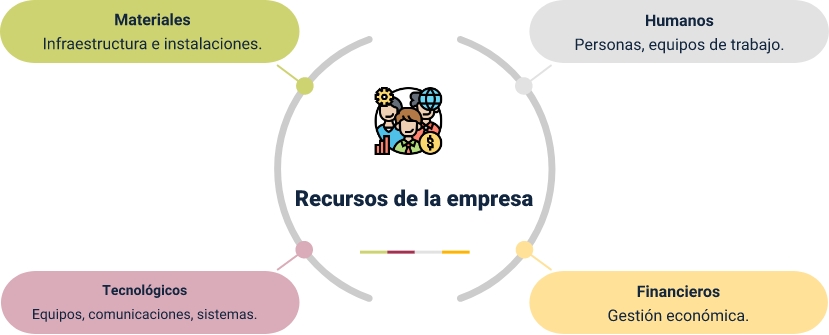 Materiales
Infraestructura e instalaciones.
Humanos
Personas, equipos de trabajo.
Recursos de la empresa
Tecnológicos
Equipos, comunicaciones, sistemas.
Financieros
Gestión económica.